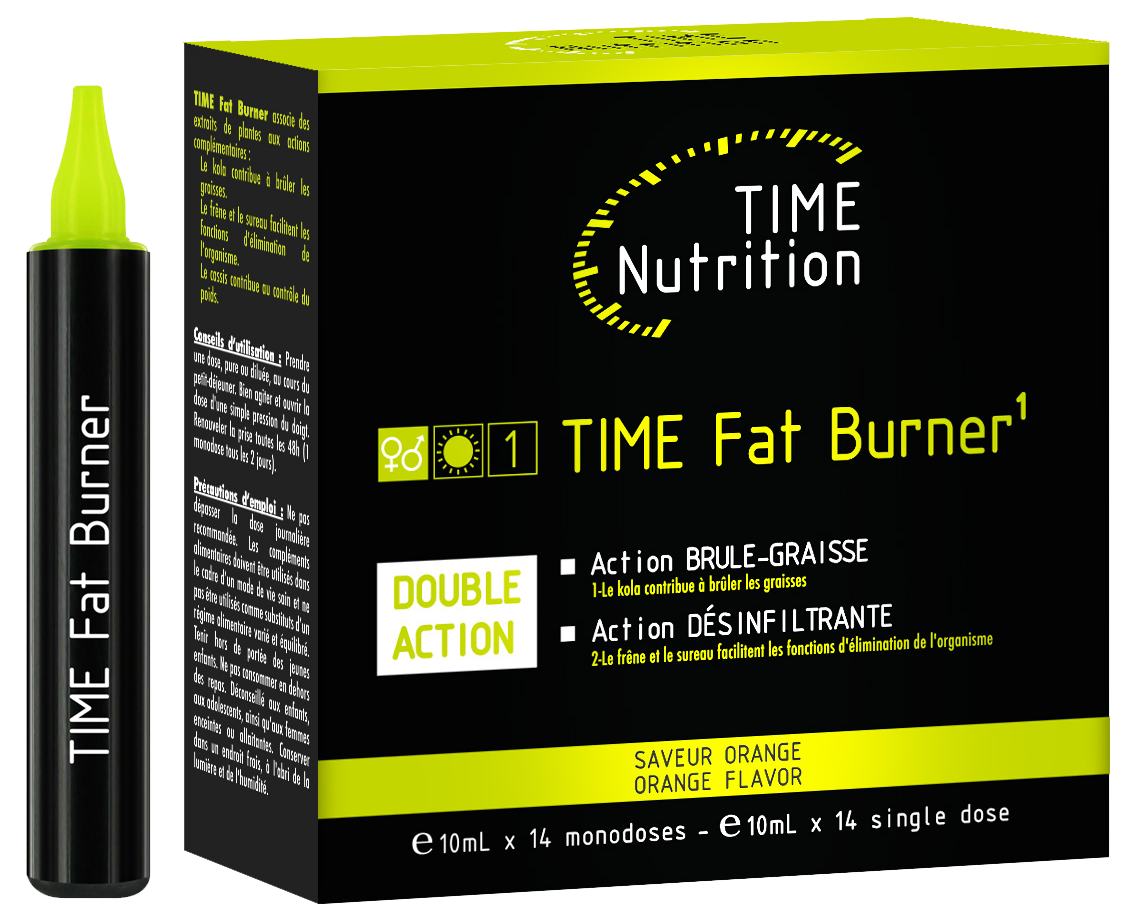 TIME Fat Burner
TIME Fat Burner associe des
extraits de plantes aux actions
complémentaires :
Le kola contribue à brûler les
graisses.
Le frêne et le sureau facilitent les
fonctions d'élimination de
l'organisme.
Le cassis contribue au contrôle du
poids.
Conseils d'utilisation : Prendre
une dose, pure ou diluée, au cours du
petit-déjeuner. Bien agiter et ouvrir la
dose d'une simple pression du doigt.
Renouveler la prise toutes les 48h (1
monodose tous les 2 jours).
Précautions d'emploi : Ne pas
dépasser la dose journalière
recommandée. Les compléments
alimentaires doivent être utilisés dans
le cadre d'un mode de vie sain et ne
pas être utilisés comme substituts d'un
régime alimentaire varié et équilibré.
Tenir hors de portée des jeunes
enfants. Ne pas consommer en dehors
des repas. Déconseillé aux enfants,
aux adolescents, ainsi qu'aux femmes
enceintes ou allaitantes. Conserver
dans un endroit frais, à l'abri de la
lumière et de l'humidité.
TIME
Nutrition
1 TIME Fat Burner¹
DOUBLE
ACTION
Action BRULE-GRAISSE
1-Le kola contribue à brûler les graisses
Action DÉSINFILTRANTE
2-Le frêne et le sureau facilitent les fonctions d'élimination de l'organisme
SAVEUR ORANGE
ORANGE FLAVOR
℮ 10mL x 14 monodoses - ℮ 10mL x 14 single dose